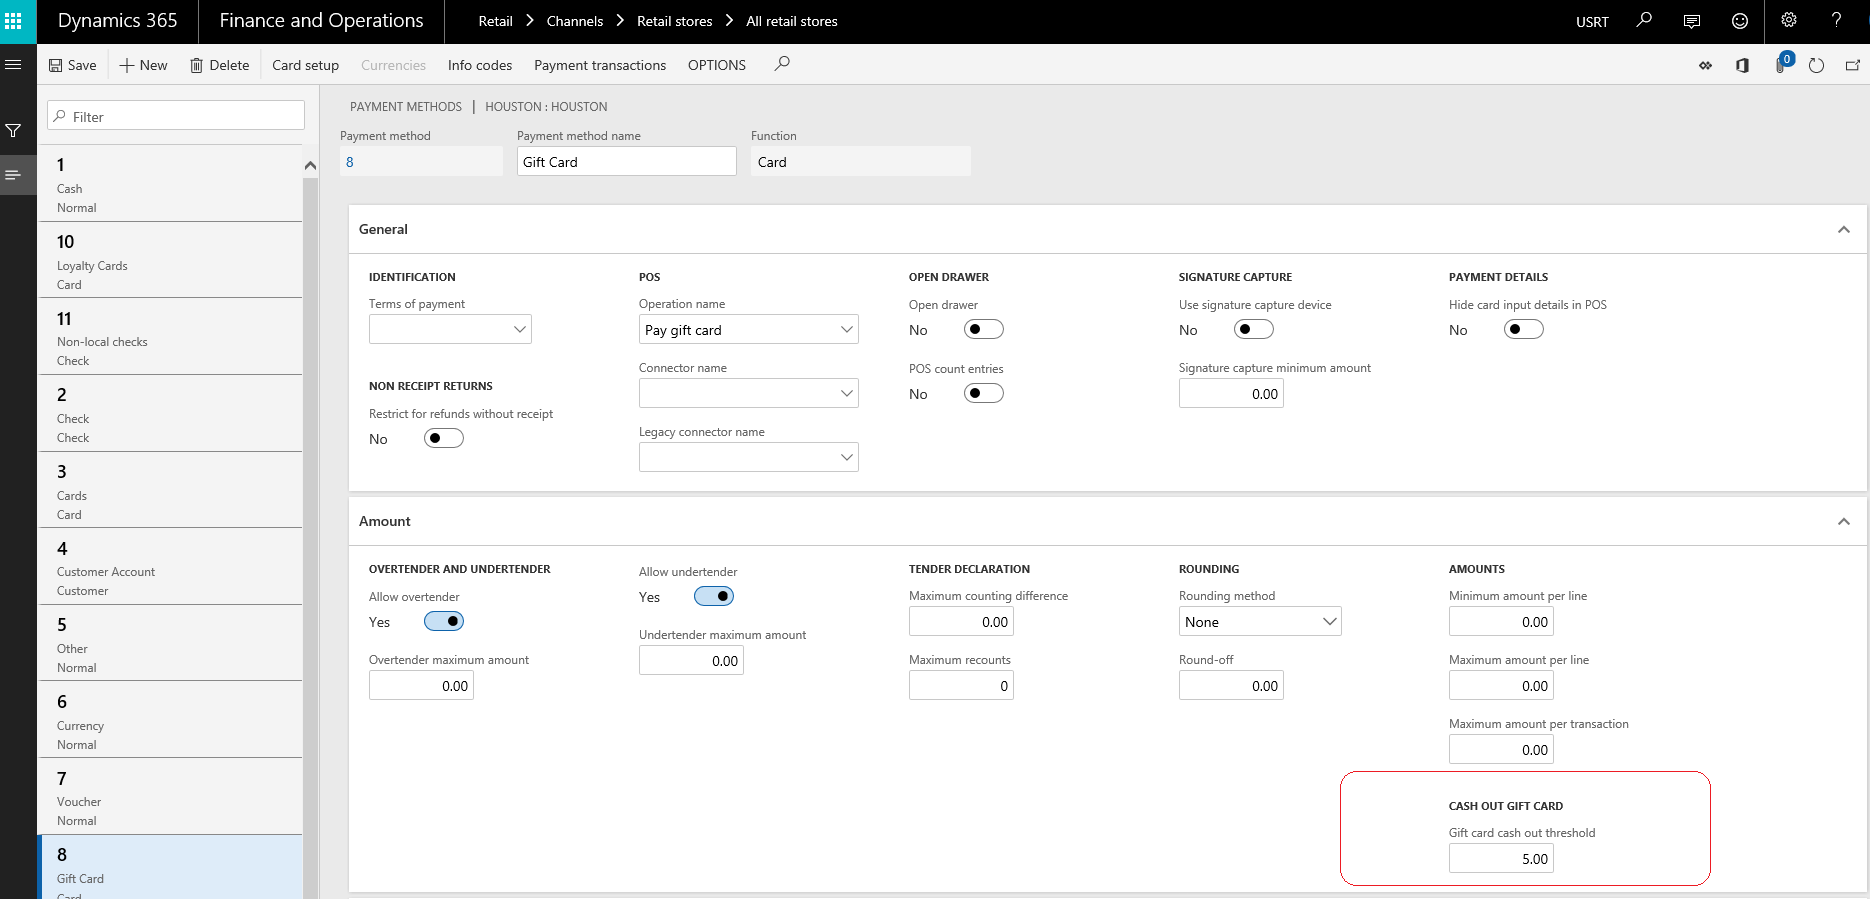 Dynamics 365
Finance and Operations
Retail > Channels > Retail stores > All retail stores
USRT
?
Save
New
Delete
Card setup
Currencies
Info codes
Payment transactions
OPTIONS
0
Filter
1
Cash
Normal
10
Loyalty Cards
Card
11
Non-local checks
Check
2
Check
Check
3
Cards
Card
4
Customer Account
Customer
5
Other
Normal
6
Currency
Normal
7
Voucher
Normal
8
Gift Card
Card
PAYMENT METHODS | HOUSTON : HOUSTON
Payment method
8
Payment method name
Gift Card
Function
Card
General
IDENTIFICATION
Terms of payment
NON RECEIPT RETURNS
Restrict for refunds without receipt
No
POS
Operation name
Pay gift card
Connector name
Legacy connector name
OPEN DRAWER
Open drawer
No
POS count entries
No
SIGNATURE CAPTURE
Use signature capture device
No
Signature capture minimum amount
0.00
PAYMENT DETAILS
Hide card input details in POS
No
Amount
OVERTENDER AND UNDERTENDER
Allow overtender
Yes
Overtender maximum amount
0.00
Allow undertender
Yes
Undertender maximum amount
0.00
TENDER DECLARATION
Maximum counting difference
0.00
Maximum recounts
0
ROUNDING
Rounding method
None
Round-off
0.00
AMOUNTS
Minimum amount per line
0.00
Maximum amount per line
0.00
Maximum amount per transaction
0.00
CASH OUT GIFT CARD
Gift card cash out threshold
5.00